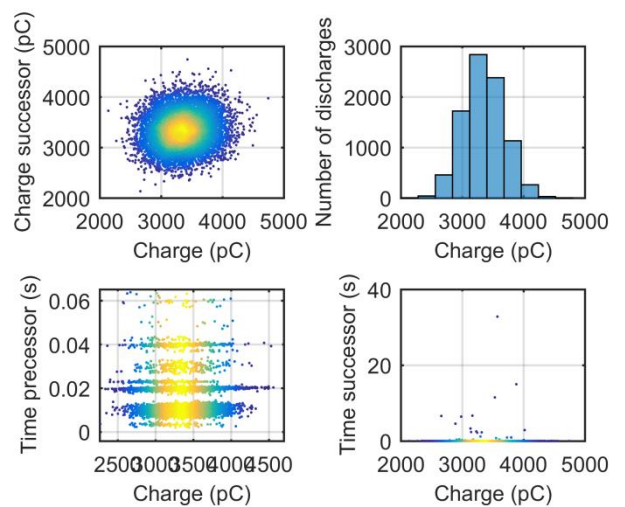 Charge successor (pC)
5000
4000
3000
2000
2000 3000 4000 5000
Charge (pC)
Number of discharges
3000
2000
1000
0
2000 3000 4000 5000
Charge (pC)
Time precessor (s)
0.06
0.04
0.02
0
2500 3000 3500 4000 4500
Charge (pC)
Time successor (s)
40
20
0
2000 3000 4000 5000
Charge (pC)